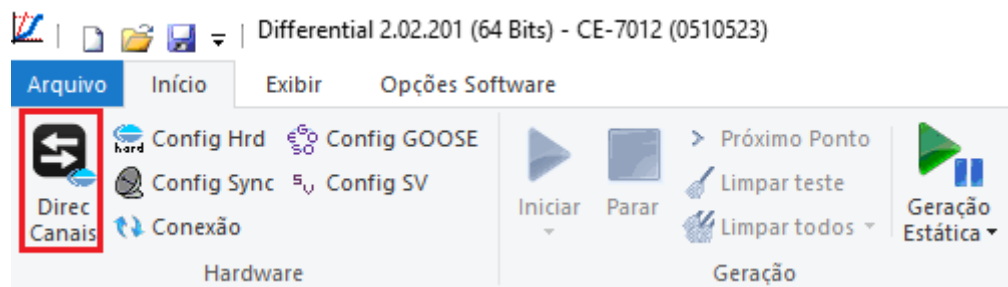 Differential 2.02.201 (64 Bits) - CE-7012 (0510523)
Arquivo Início Exibir Opções Software
Direc
Canais
hard Config Hrd
Config Sync
Conexão
Config GOOSE
Config SV
Hardware
Iniciar
Parar
Próximo Ponto
Limpar teste
Limpar todos
Geração
Estática
Geração